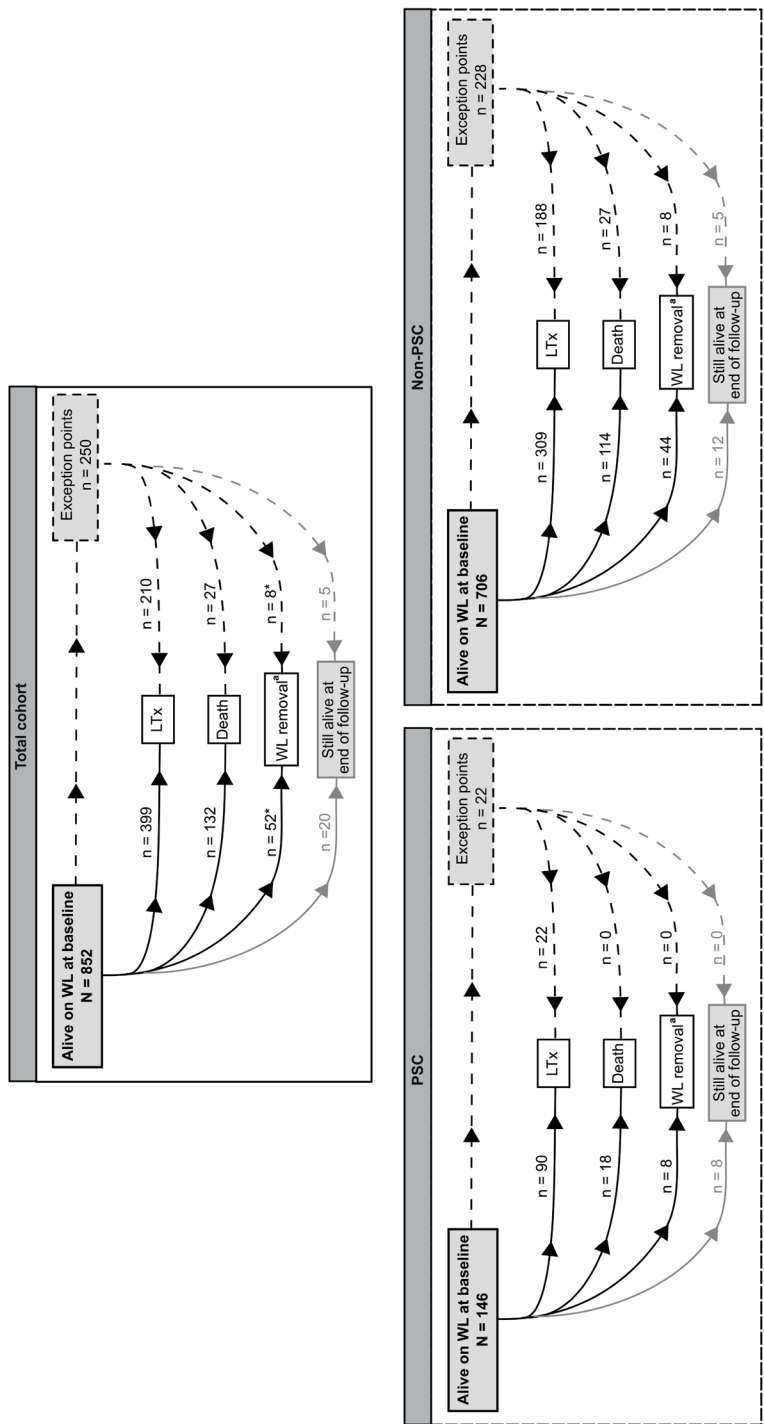 Total cohort
Alive on WL at baseline
N = 852
Exception points
n = 250
n = 399
LTx
n = 210
n = 132
Death
n = 27
n = 52*
WL removalª
n = 8*
n =20
Still alive at
end of follow-up
n = 5
PSC
Alive on WL at baseline
N = 146
Exception points
n = 22
n = 90
LTx
n = 22
n = 18
Death
n = 0
n = 8
WL removalª
n = 0
n = 8
Still alive at
end of follow-up
n = 0
Non-PSC
Alive on WL at baseline
N = 706
Exception points
n = 228
n = 309
LTx
n = 188
n = 114
Death
n = 27
n = 44
WL removalª
n = 8
n = 12
Still alive at
end of follow-up
n = 5